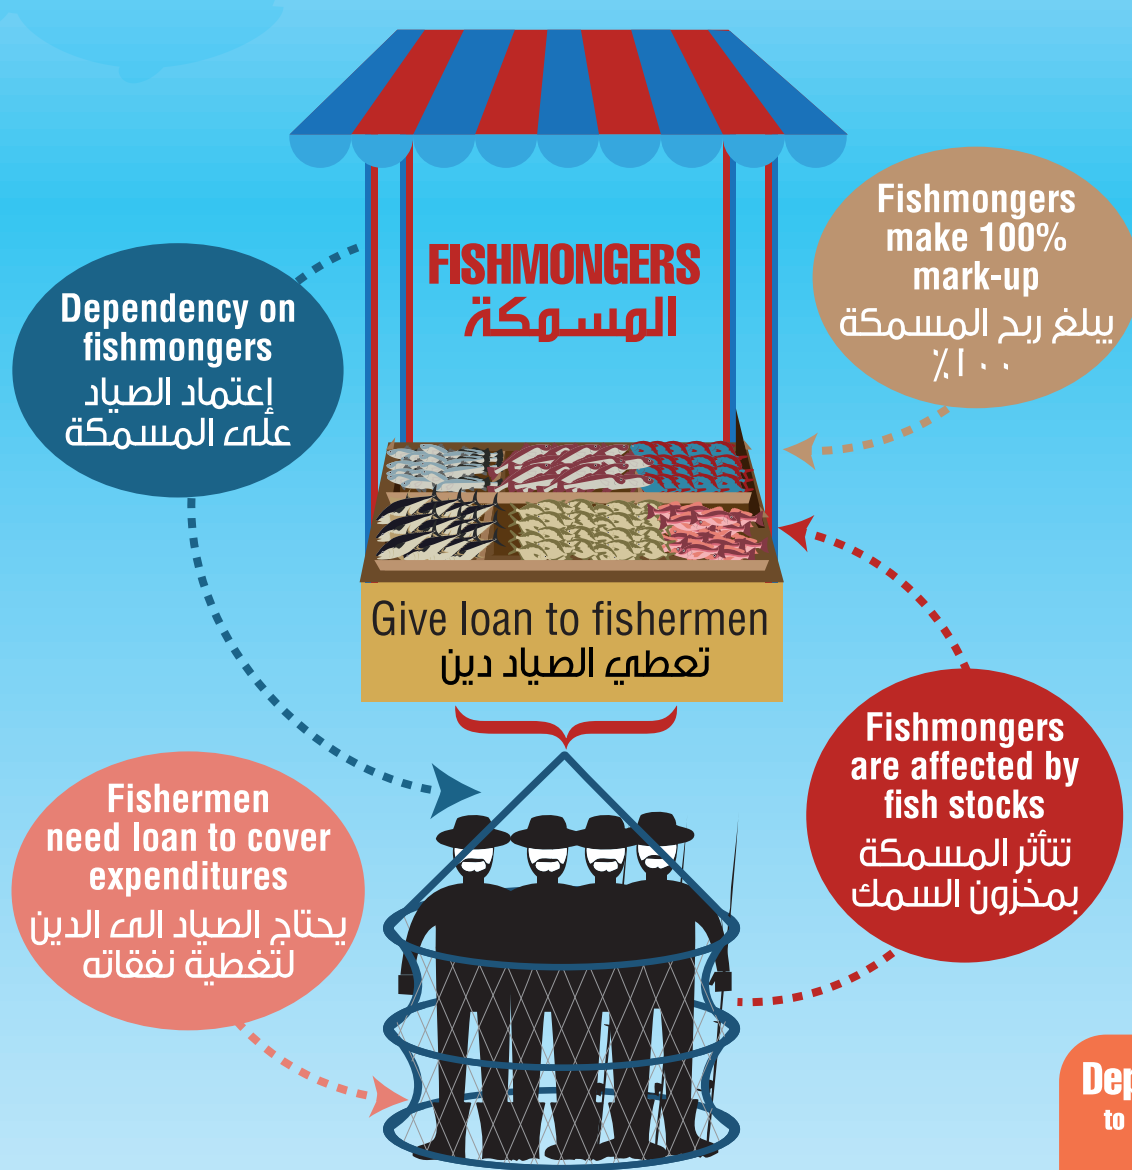 FISHMONGERS
المسمكة
Fishmongers
make 100%
mark-up
يبلغ ربح المسمكة
٪١٠٠
Dependency on
fishmongers
إعتماد الصياد
على المسمكة
Give loan to fishermen
تعطي الصياد دين
Fishmongers
are affected by
fish stocks
تتأثر المسمكة
بمخزون السمك
Fishermen
need loan to cover
expenditures
يحتاج الصياد الى الدين
لتغطية نفقاته
Dep
to